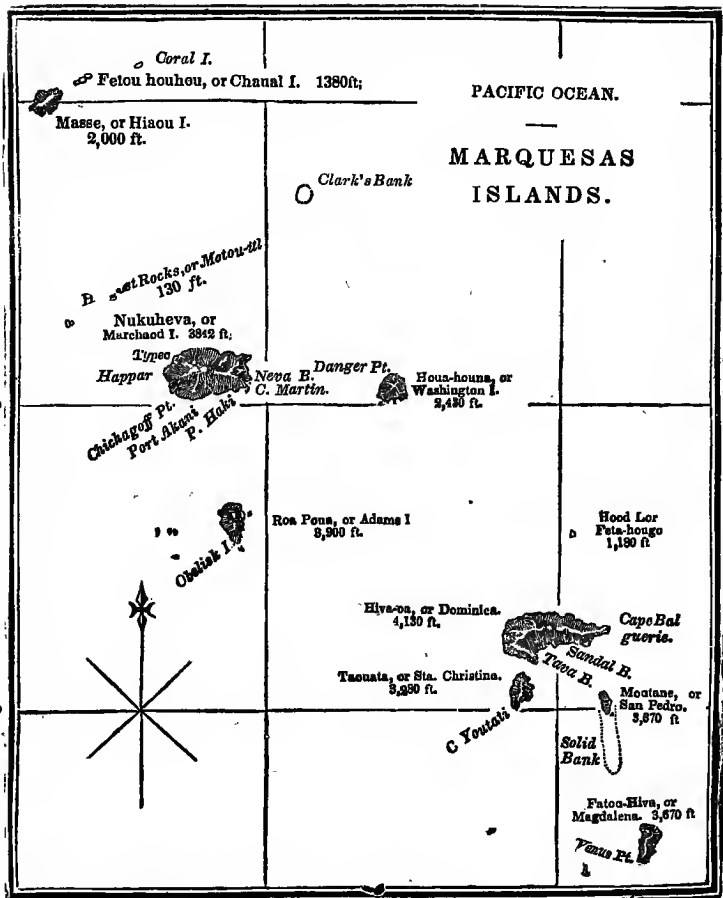 Coral I.
Fetou houhou, or Chanal I. 1380ft;
PACIFIC OCEAN.
MARQUESAS
ISLANDS.
Masse, or Hiaou I.
2,000 ft.
Clark's Bank
Rocks, or Motou-iti
130 ft.
Nukuheva, or
Marchand I. 3842 ft;
Typee
Happar
Neva B.
C. Martin.
Danger Pt.
Houa-houna, or
Washington I.
2,430 ft.
Chichagoff Pt.
Port Akani
P. Haki
Roa Poua, or Adams I
3,900 ft.
Obelisk I.
Hood I. or
Feta-hougo
1,180 ft
Hiva-oa, or Dominica.
4,130 ft.
Cape Bal
guerie.
Sandal B.
Tava B.
Taouata, or Sta. Christina.
3,280 ft.
C Youtati
Montane, or
San Pedro.
3,670 ft
Solid
Bank
Fatou-Hiva, or
Magdalena. 3,670 ft
Venus Pt.